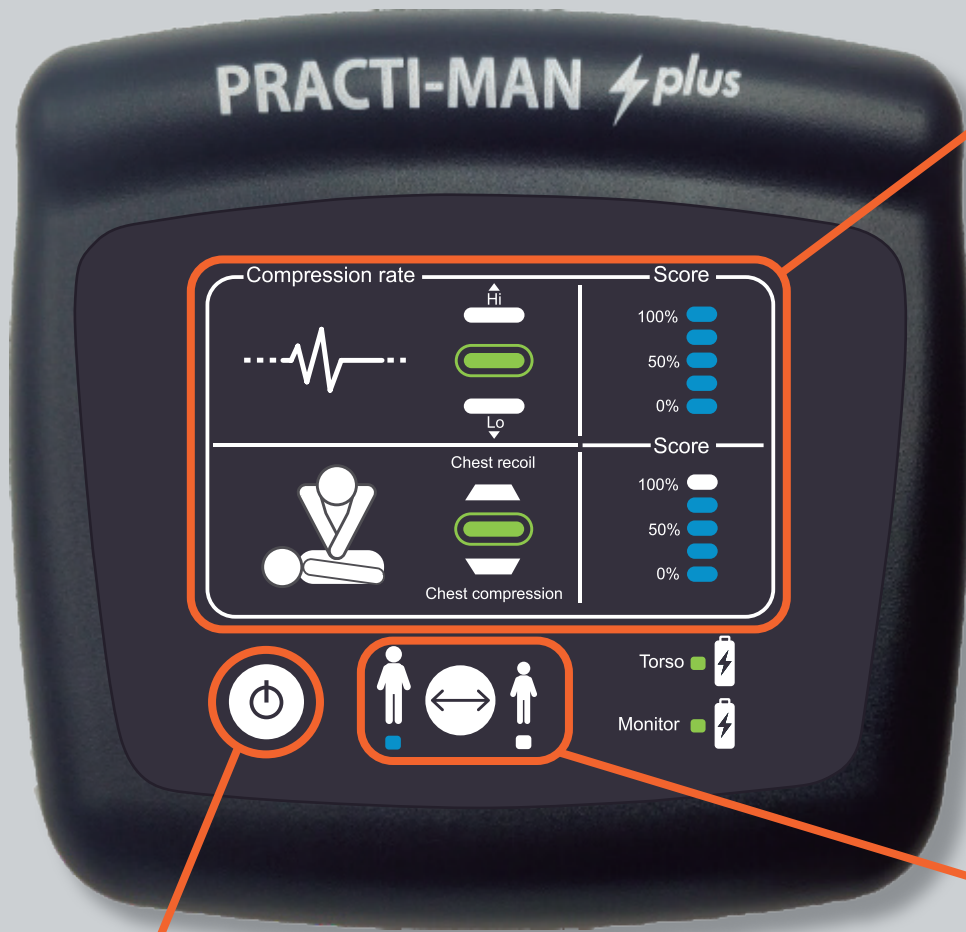 PRACTI-MAN plus
Compression rate
Score
Hi
100%
50%
0%
Lo
Score
Chest recoil
100%
50%
0%
Chest compression
Torso
Monitor